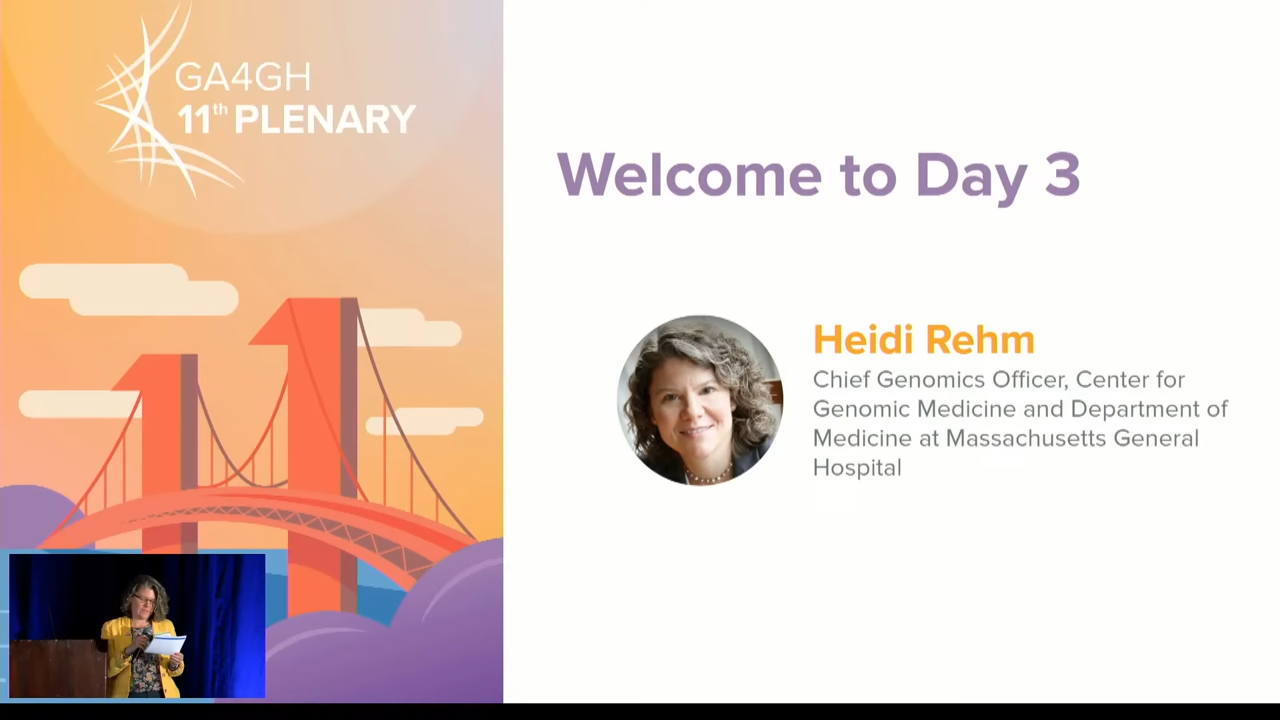 GA4GH
11th PLENARY
Welcome to Day 3
Heidi Rehm
Chief Genomics Officer, Center for
Genomic Medicine and Department of
Medicine at Massachusetts General
Hospital